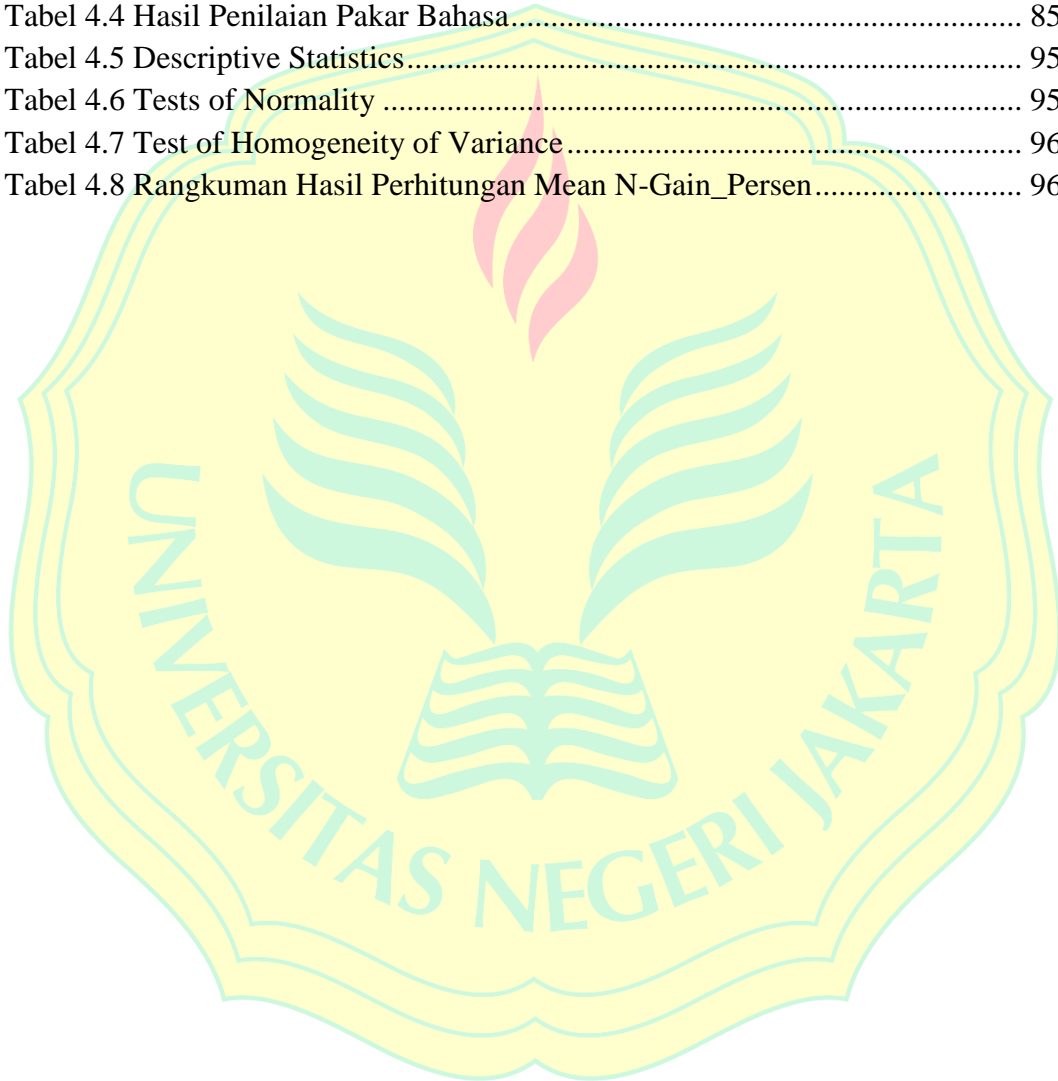 Tabel 4.4 Hasil Penilaian Pakar Bahasa.............................................................. 85
Tabel 4.5 Descriptive Statistics........................................................................... 95
Tabel 4.6 Tests of Normality .............................................................................. 95
Tabel 4.7 Test of Homogeneity of Variance....................................................... 96
Tabel 4.8 Rangkuman Hasil Perhitungan Mean N-Gain_Persen......................... 96
UNIVERSITAS NEGERI JAKARTA